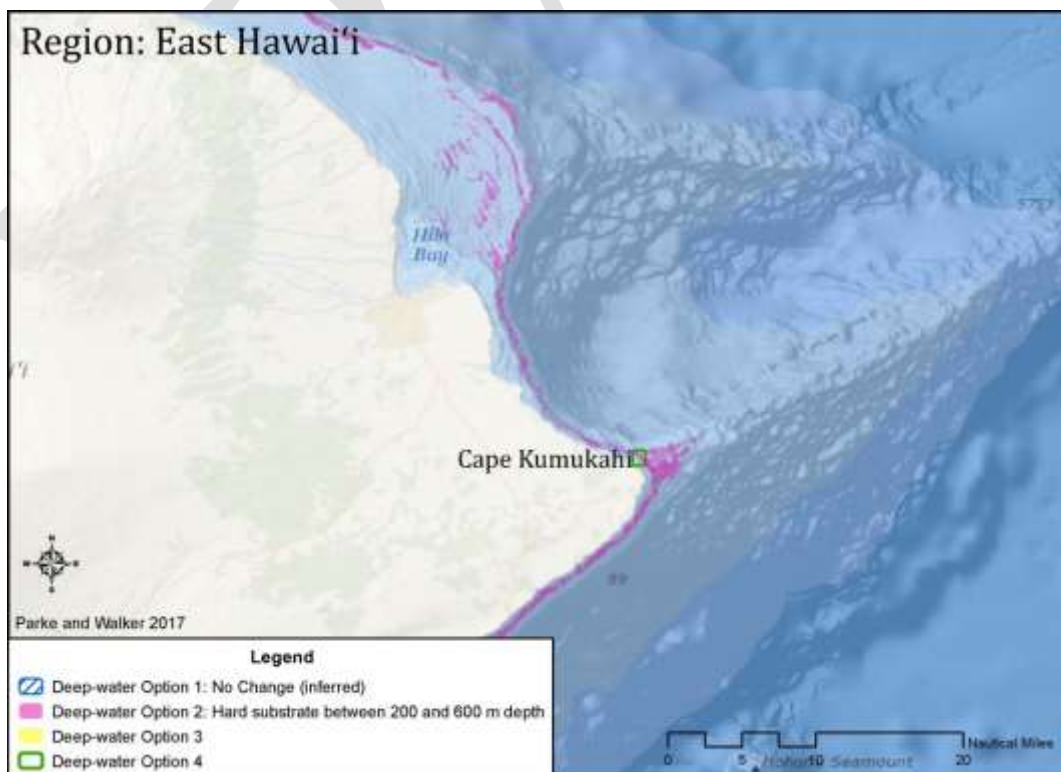 Region: East Hawaiʻi
Hilo
Bay
Cape Kumukahi
Parke and Walker 2017
Legend
Deep-water Option 1: No Change (inferred)
Deep-water Option 2: Hard substrate between 200 and 600 m depth
Deep-water Option 3
Deep-water Option 4
Nautical Miles
0 5 10 20
Seamount